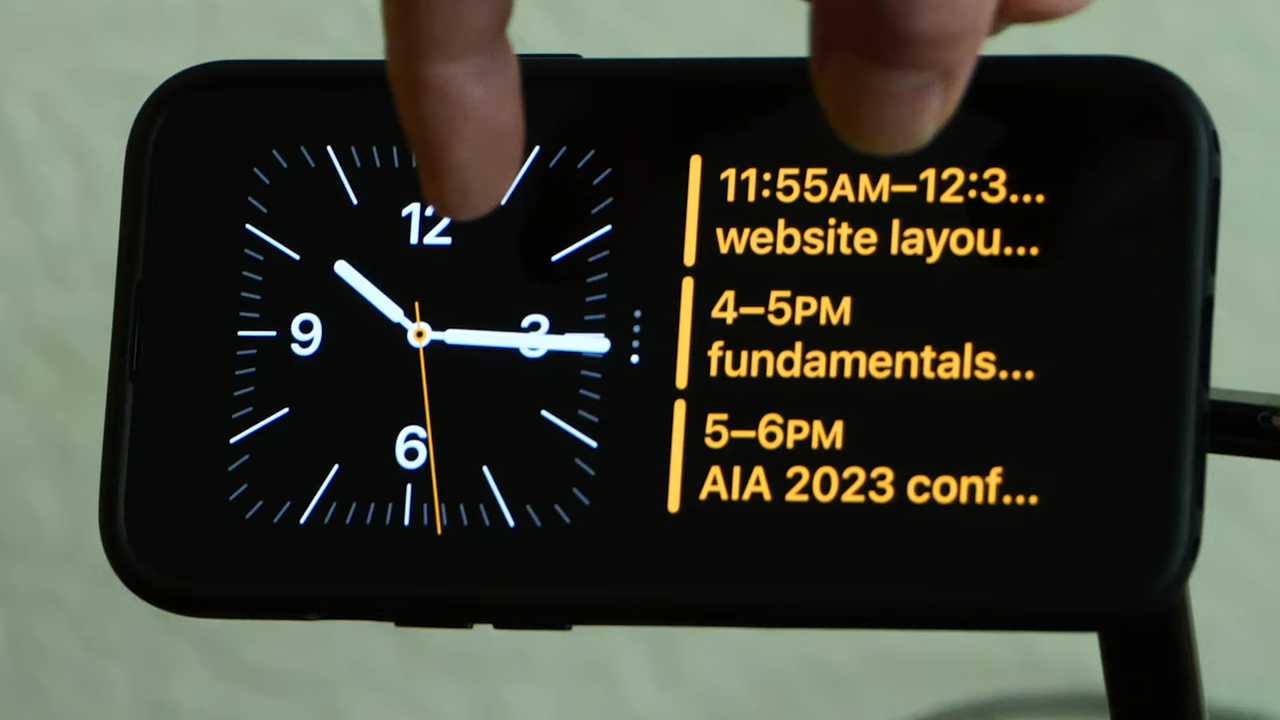 12
9
3
6
11:55AM–12:3...
website layou...
4–5PM
fundamentals...
5–6PM
AIA 2023 conf...